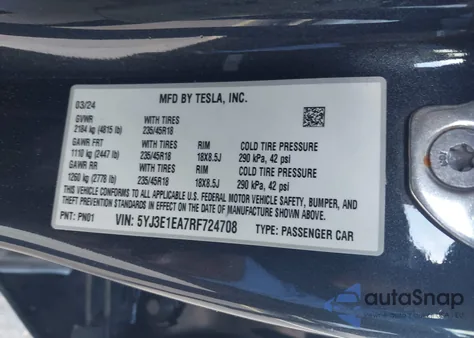 MFD BY TESLA, INC.
03/24
GVWR WITH TIRES
2184 kg (4815 lb) 235/45R18
GAWR FRT WITH TIRES RIM COLD TIRE PRESSURE
1110 kg (2447 lb) 235/45R18 18X8.5J 290 kPa, 42 psi
GAWR RR WITH TIRES RIM COLD TIRE PRESSURE
1260 kg (2778 lb) 235/45R18 18X8.5J 290 kPa, 42 psi
THIS VEHICLE CONFORMS TO ALL APPLICABLE U.S. FEDERAL MOTOR VEHICLE SAFETY, BUMPER, AND
THEFT PREVENTION STANDARDS IN EFFECT ON THE DATE OF MANUFACTURE SHOWN ABOVE.
PNT: PN01 VIN: 5YJ3E1EA7RF724708 TYPE: PASSENGER CAR
autoSnap